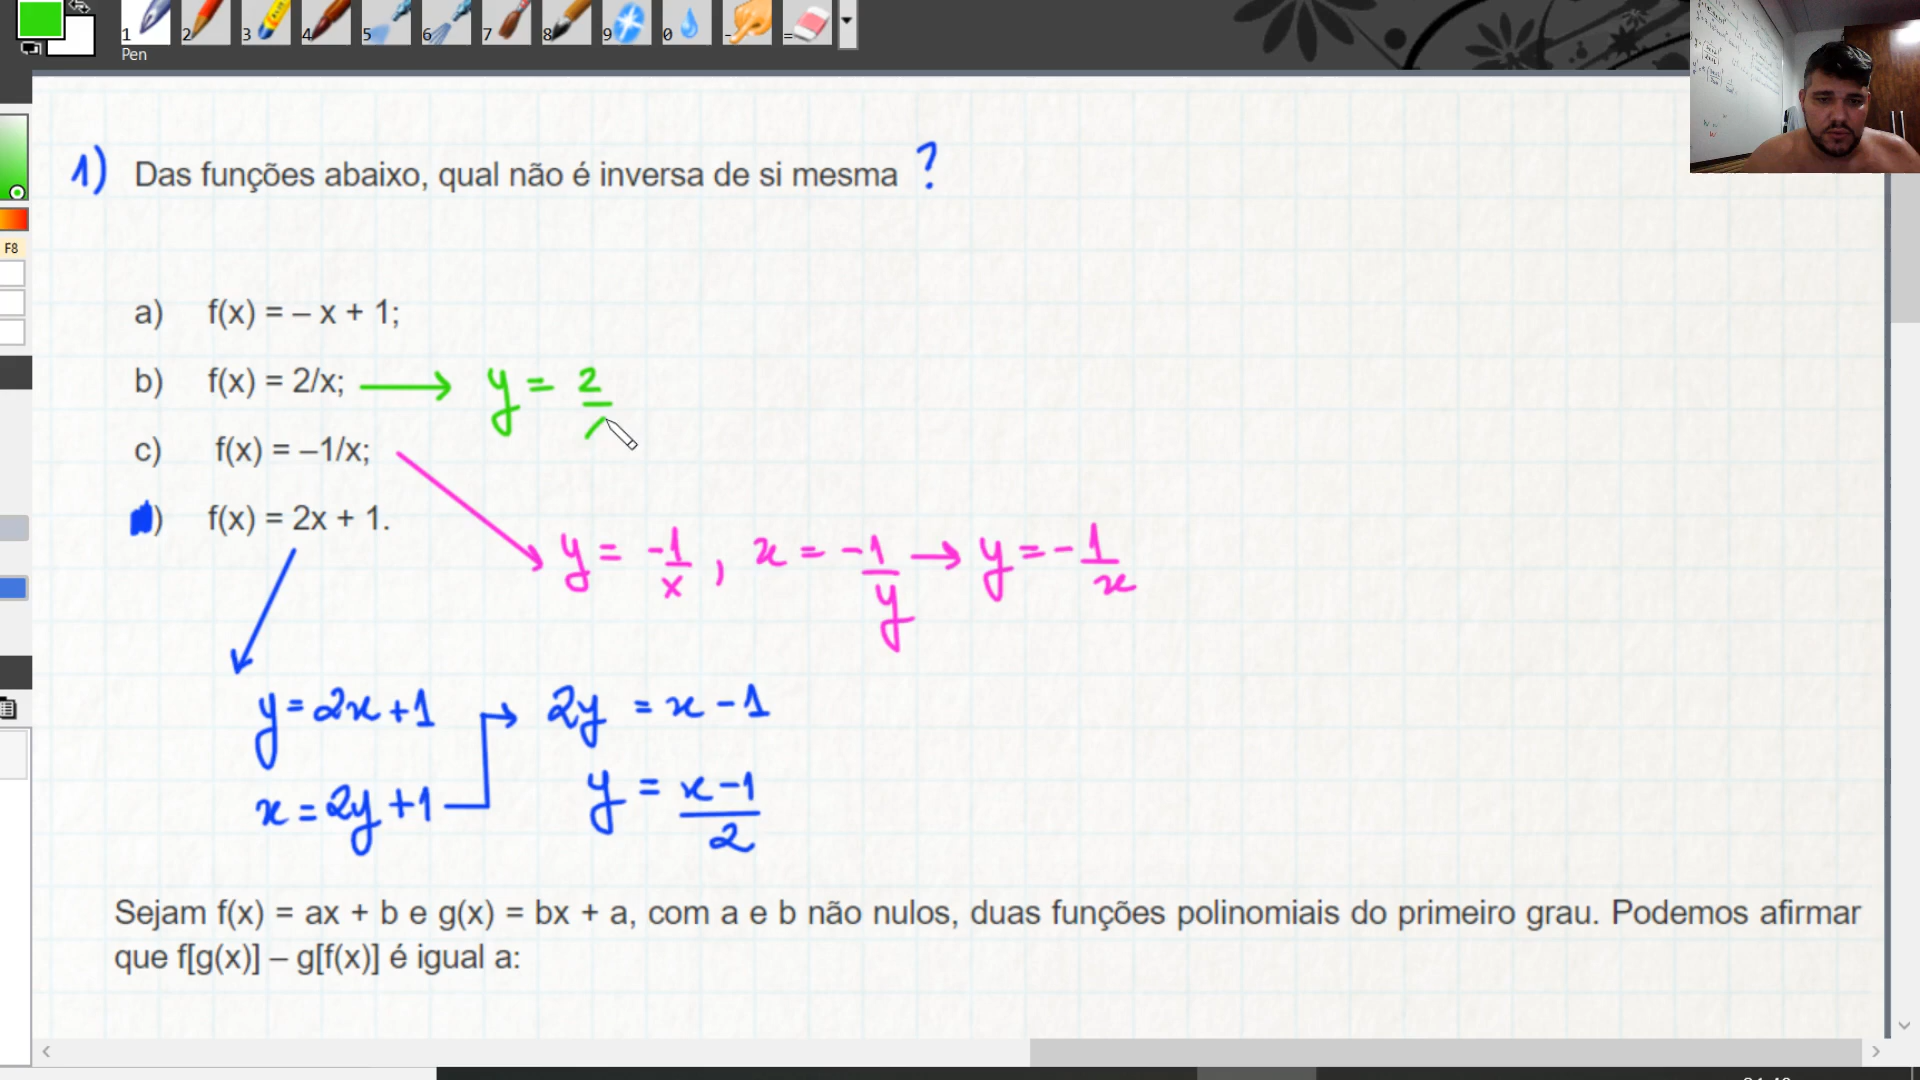 1 2 3 4 5 6 7 8 9 0 - =
Pen
F8
1) Das funções abaixo, qual não é inversa de si mesma ?
a) f(x) = – x + 1;
b) f(x) = 2/x; → y = 2/
c) f(x) = –1/x;
) f(x) = 2x + 1.
y = -1/x , x = -1/y → y = -1/x
y = 2x + 1 → 2y = x - 1
x = 2y + 1 y = x - 1/2
Sejam f(x) = ax + b e g(x) = bx + a, com a e b não nulos, duas funções polinomiais do primeiro grau. Podemos afirmar
que f[g(x)] – g[f(x)] é igual a: